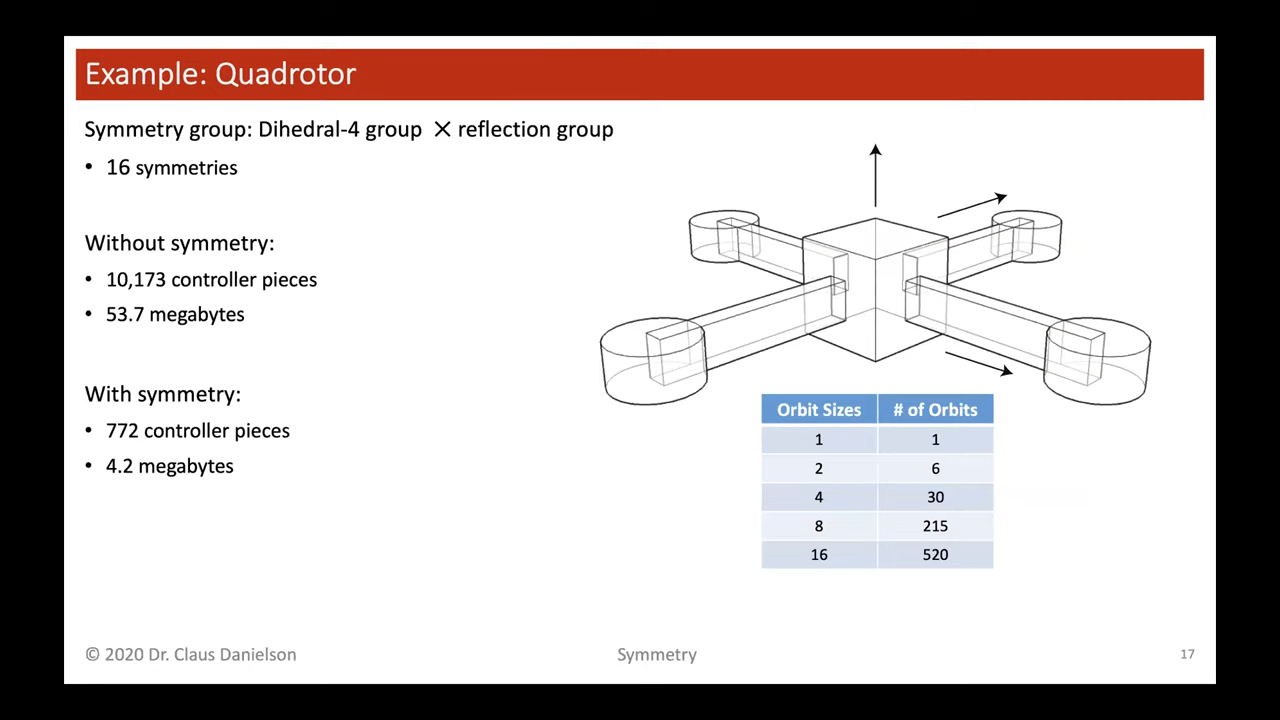 Example: Quadrotor
Symmetry group: Dihedral-4 group × reflection group
• 16 symmetries
Without symmetry:
• 10,173 controller pieces
• 53.7 megabytes
With symmetry:
• 772 controller pieces
• 4.2 megabytes
Orbit Sizes # of Orbits
1 1
2 6
4 30
8 215
16 520
© 2020 Dr. Claus Danielson
Symmetry
17